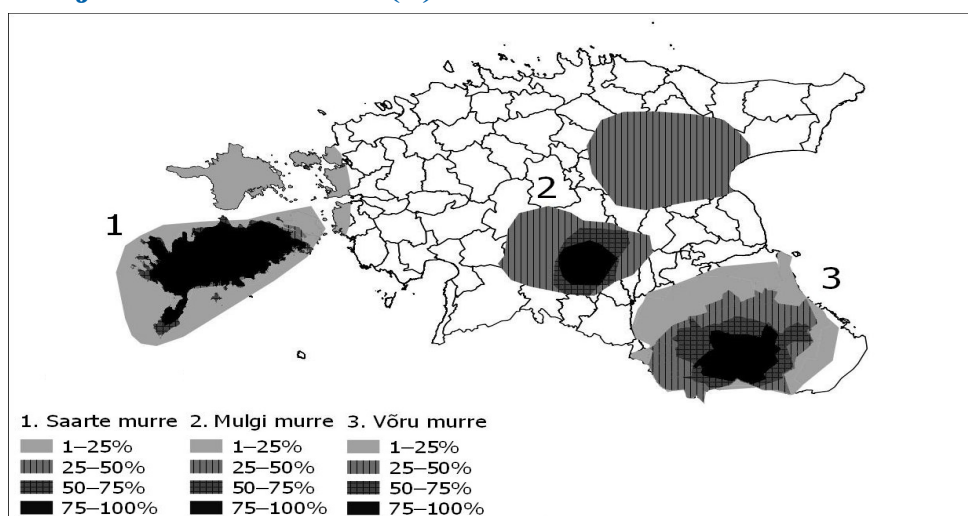 1
2
3
1. Saarte murre 2. Mulgi murre 3. Võru murre
1–25% 1–25% 1–25%
25–50% 25–50% 25–50%
50–75% 50–75% 50–75%
75–100% 75–100% 75–100%